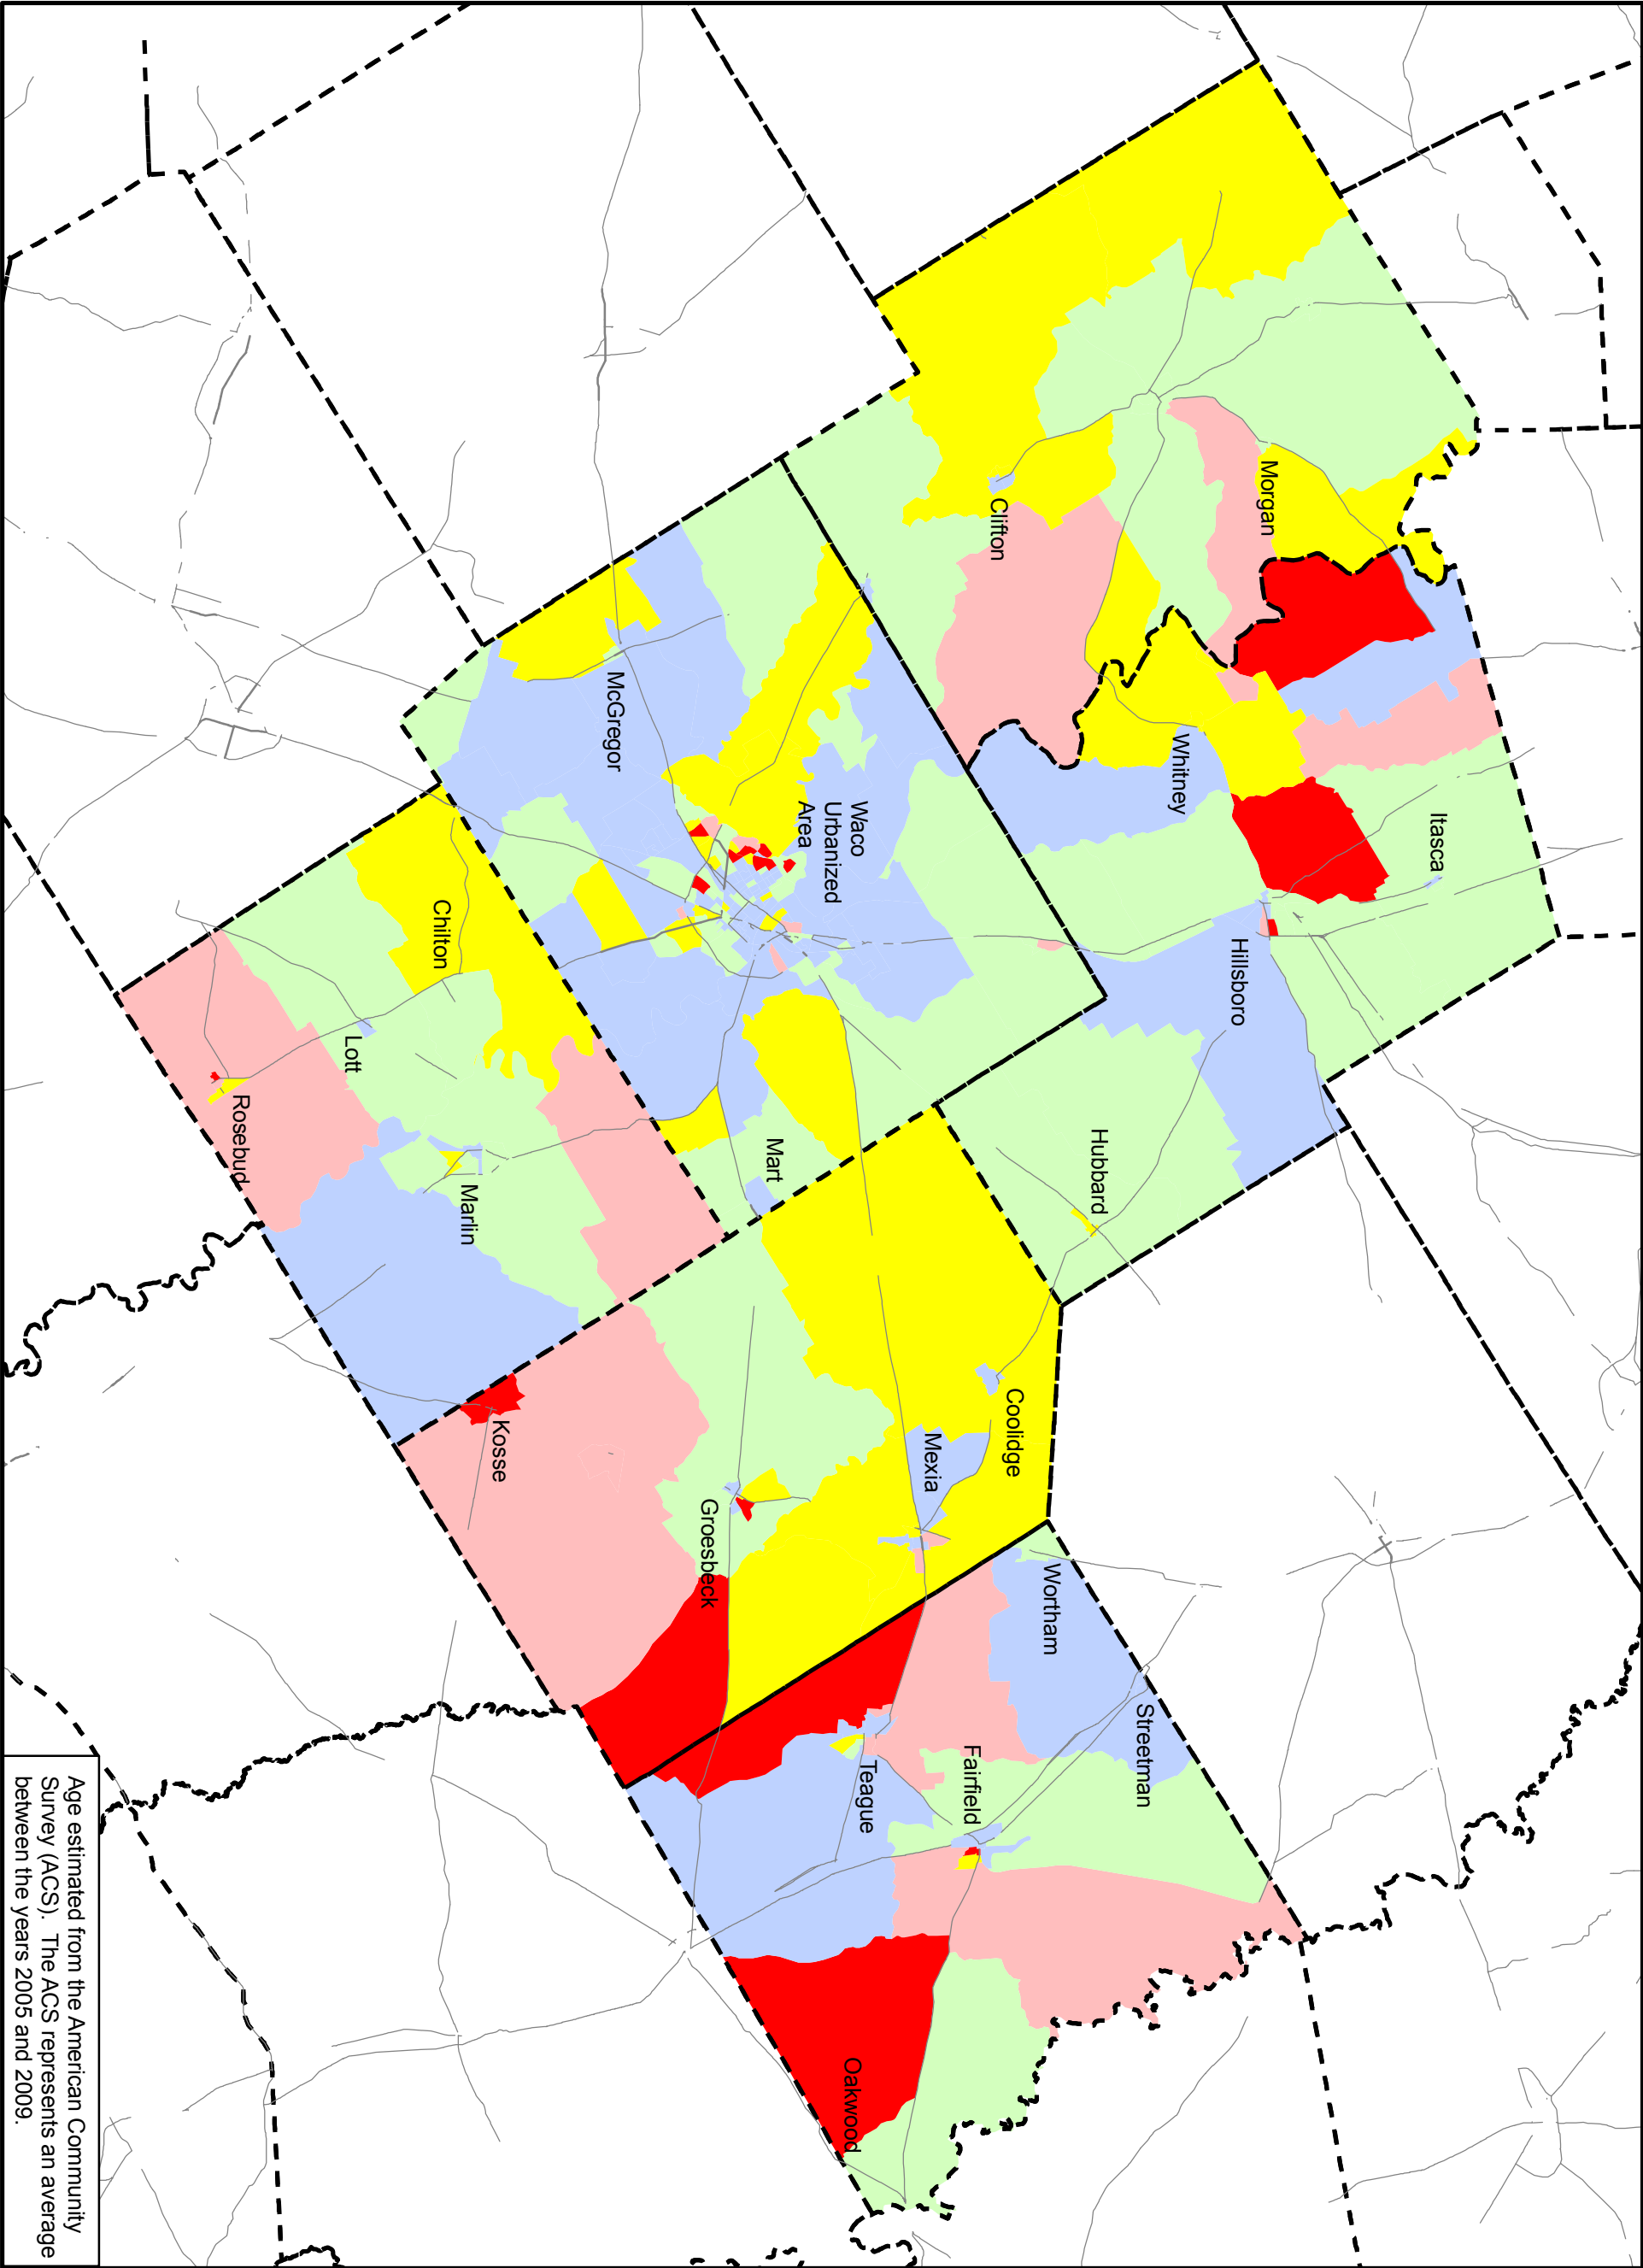 Itasca
Morgan
Hillsboro
Whitney
Streetman
Hubbard
Wortham
Coolidge
Clifton
Fairfield
Mexia
Waco
Urbanized
Area
Teague
Oakwood
Mart
Groesbeck
McGregor
Kosse
Marlin
Chilton
Lott
Rosebud
Age estimated from the American Community
Survey (ACS).  The ACS represents an average
between the years 2005 and 2009.